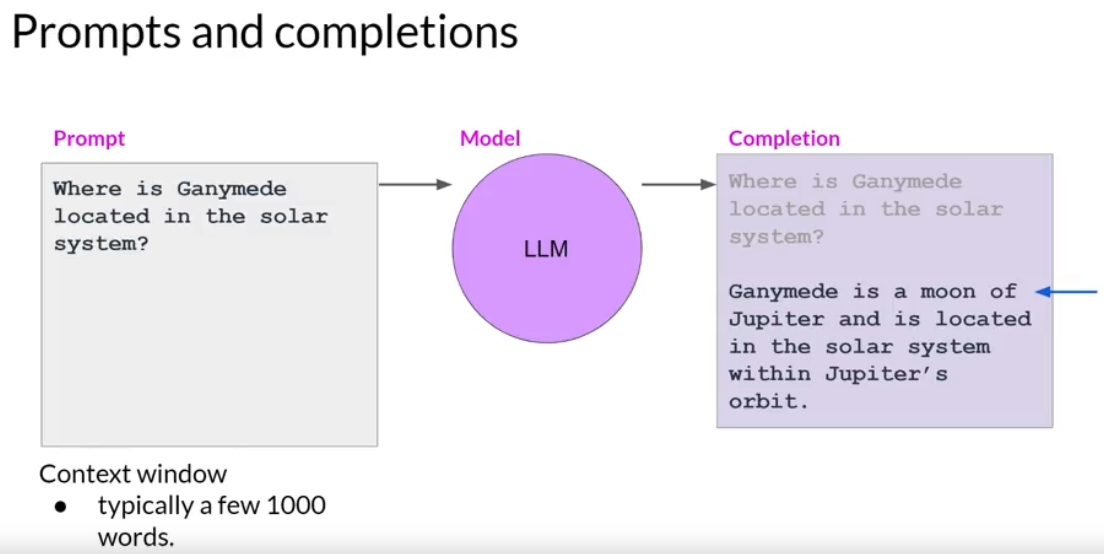 Prompts and completions
Prompt
Where is Ganymede
located in the solar
system?
Context window
● typically a few 1000
words.
Model
LLM
Completion
Where is Ganymede
located in the solar
system?
Ganymede is a moon of
Jupiter and is located
in the solar system
within Jupiter’s
orbit.